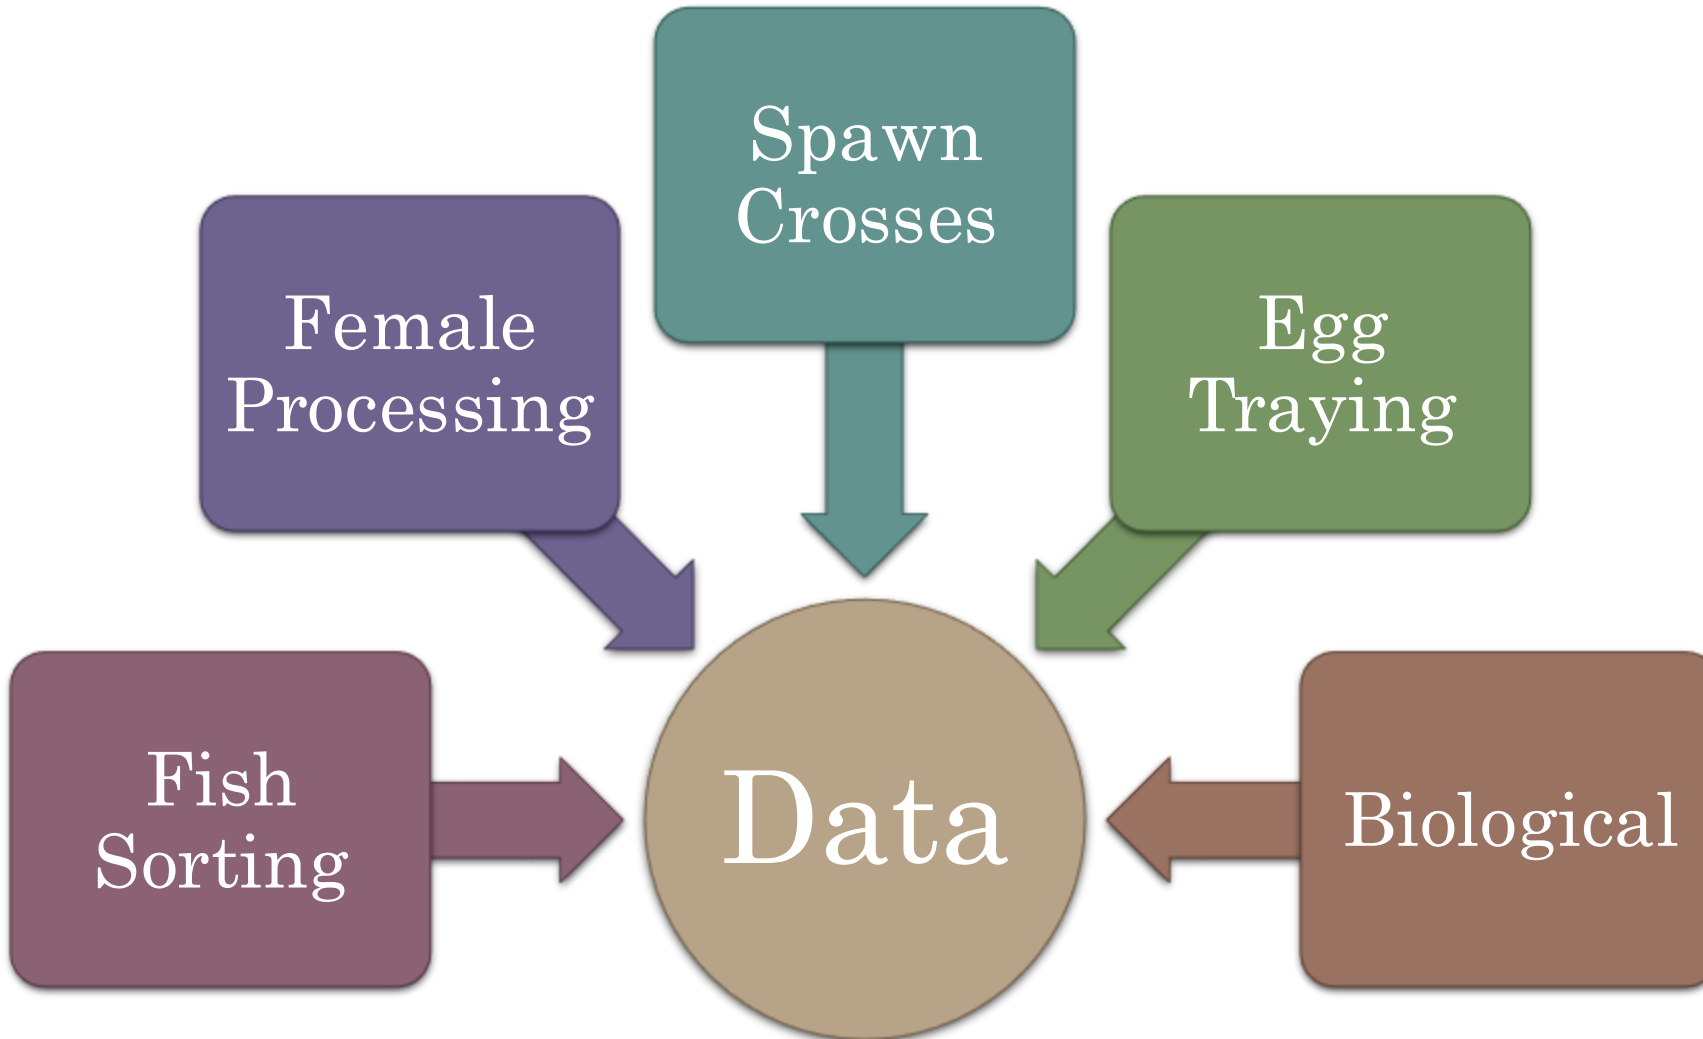 Spawn
Crosses
Female
Processing
Egg
Traying
Fish
Sorting
Data
Biological